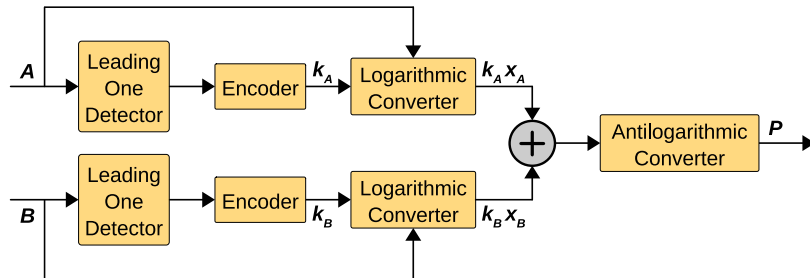 A
Leading
One
Detector
Encoder
k_A
Logarithmic
Converter
k_A x_A
+
Antilogarithmic
Converter
P
B
Leading
One
Detector
Encoder
k_B
Logarithmic
Converter
k_B x_B